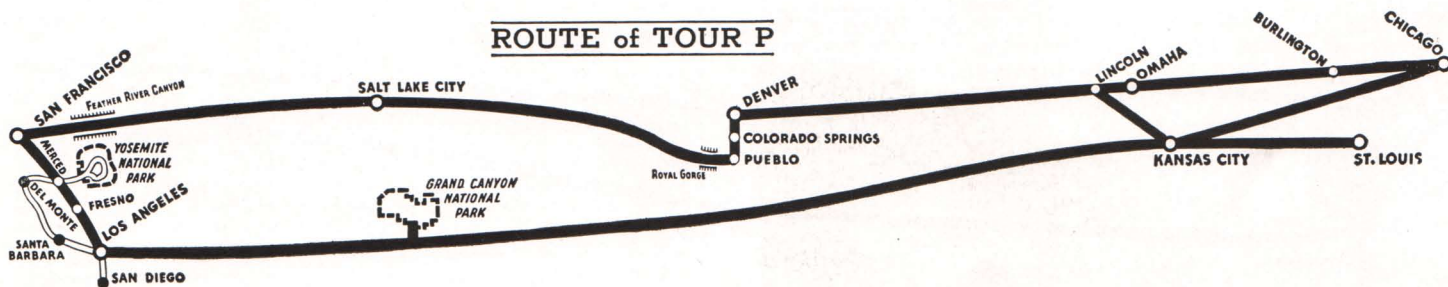 ROUTE of TOUR P
SAN FRANCISCO
FEATHER RIVER CANYON
SALT LAKE CITY
DENVER
COLORADO SPRINGS
PUEBLO
ROYAL GORGE
LINCOLN
OMAHA
BURLINGTON
CHICAGO
KANSAS CITY
ST. LOUIS
MERCED
YOSEMITE
NATIONAL
PARK
DEL MONTE
FRESNO
LOS ANGELES
SANTA
BARBARA
SAN DIEGO
GRAND CANYON
NATIONAL
PARK